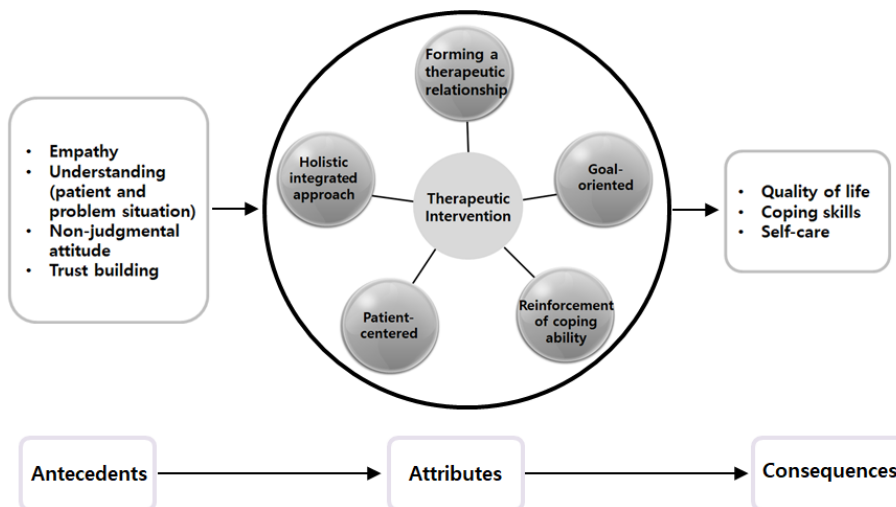 • Empathy
• Understanding
(patient and
problem situation)
• Non-judgmental
attitude
• Trust building
Forming a
therapeutic
relationship
Holistic
integrated
approach
Goal-
oriented
Therapeutic
Intervention
Patient-
centered
Reinforcement
of coping
ability
• Quality of life
• Coping skills
• Self-care
Antecedents
Attributes
Consequences